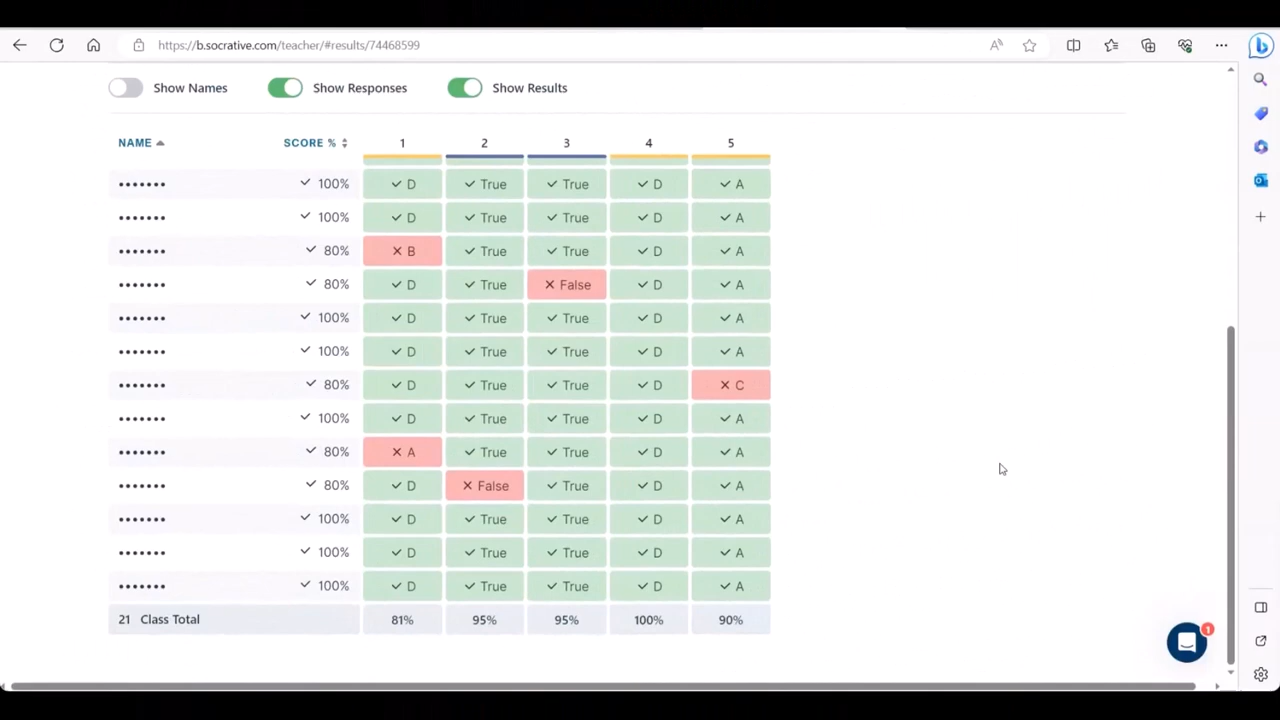 https://b.socrative.com/teacher/#results/74468599
Show Names Show Responses Show Results
NAME SCORE % 1 2 3 4 5
••••••• ✓ 100% ✓ D ✓ True ✓ True ✓ D ✓ A
••••••• ✓ 100% ✓ D ✓ True ✓ True ✓ D ✓ A
••••••• ✓ 80% ✕ B ✓ True ✓ True ✓ D ✓ A
••••••• ✓ 80% ✓ D ✓ True ✕ False ✓ D ✓ A
••••••• ✓ 100% ✓ D ✓ True ✓ True ✓ D ✓ A
••••••• ✓ 100% ✓ D ✓ True ✓ True ✓ D ✓ A
••••••• ✓ 80% ✓ D ✓ True ✓ True ✓ D ✕ C
••••••• ✓ 100% ✓ D ✓ True ✓ True ✓ D ✓ A
••••••• ✓ 80% ✕ A ✓ True ✓ True ✓ D ✓ A
••••••• ✓ 80% ✓ D ✕ False ✓ True ✓ D ✓ A
••••••• ✓ 100% ✓ D ✓ True ✓ True ✓ D ✓ A
••••••• ✓ 100% ✓ D ✓ True ✓ True ✓ D ✓ A
••••••• ✓ 100% ✓ D ✓ True ✓ True ✓ D ✓ A
21 Class Total 81% 95% 95% 100% 90%
1